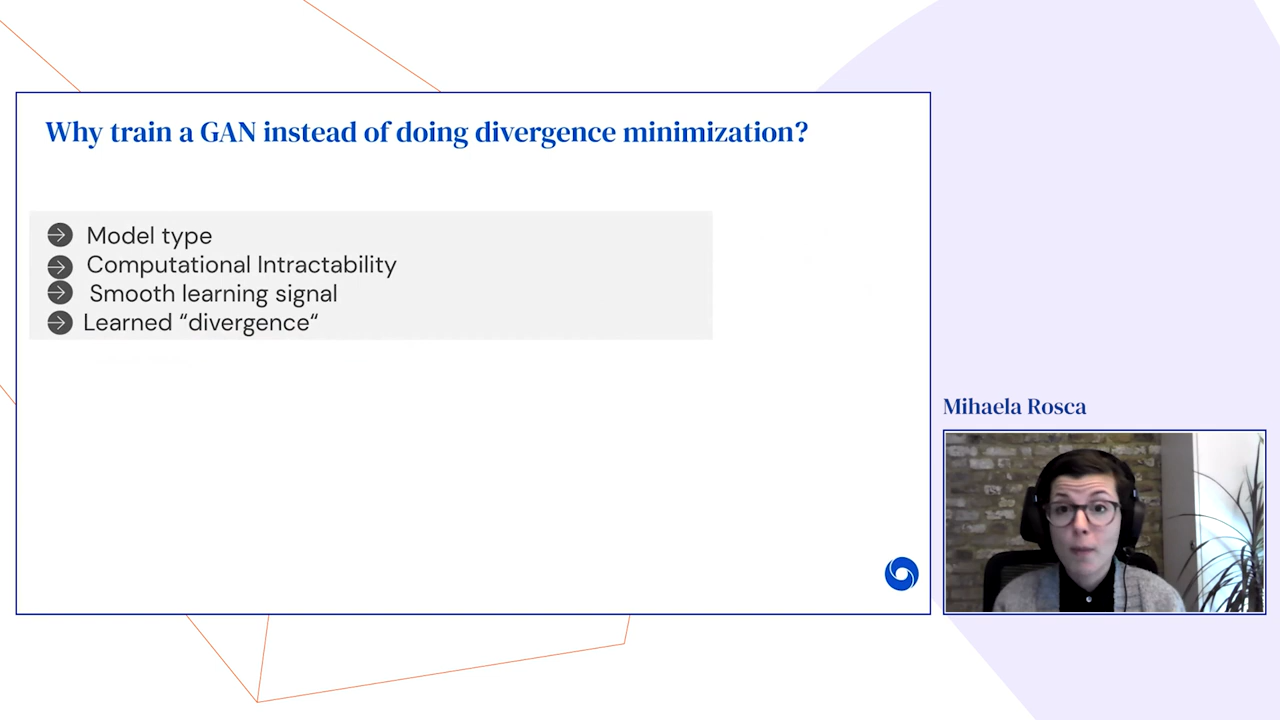 Why train a GAN instead of doing divergence minimization?
Model type
Computational Intractability
Smooth learning signal
Learned “divergence“
Mihaela Rosca